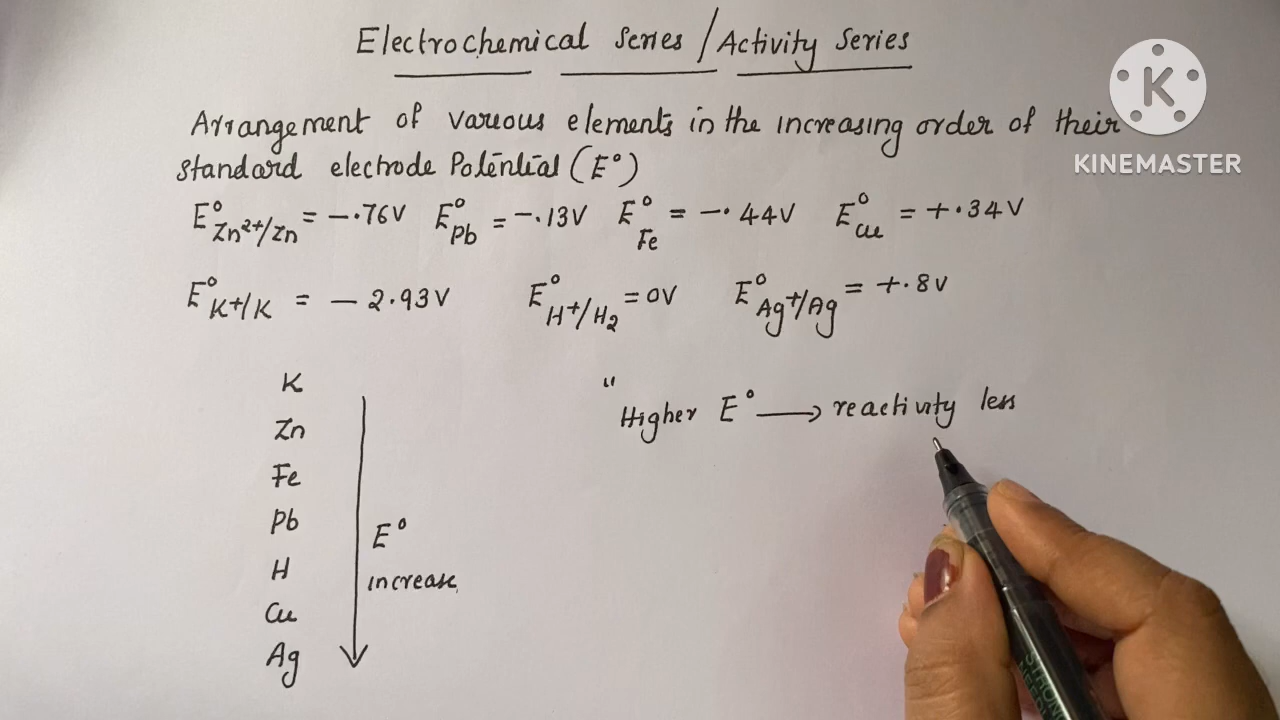 Electrochemical Series / Activity Series
K
KINEMASTER
Arrangement of various elements in the increasing order of their
standard electrode Potential (E°)
E°Zn²⁺/Zn = -.76V E°Pb = -.13V E°Fe = -.44V E°Cu = +.34V
E°K⁺/K = -2.93V E°H⁺/H₂ = 0V E°Ag⁺/Ag = +.8V
K
Zn
Fe
Pb
H
Cu
Ag
E°
increase
" Higher E° → reactivity less